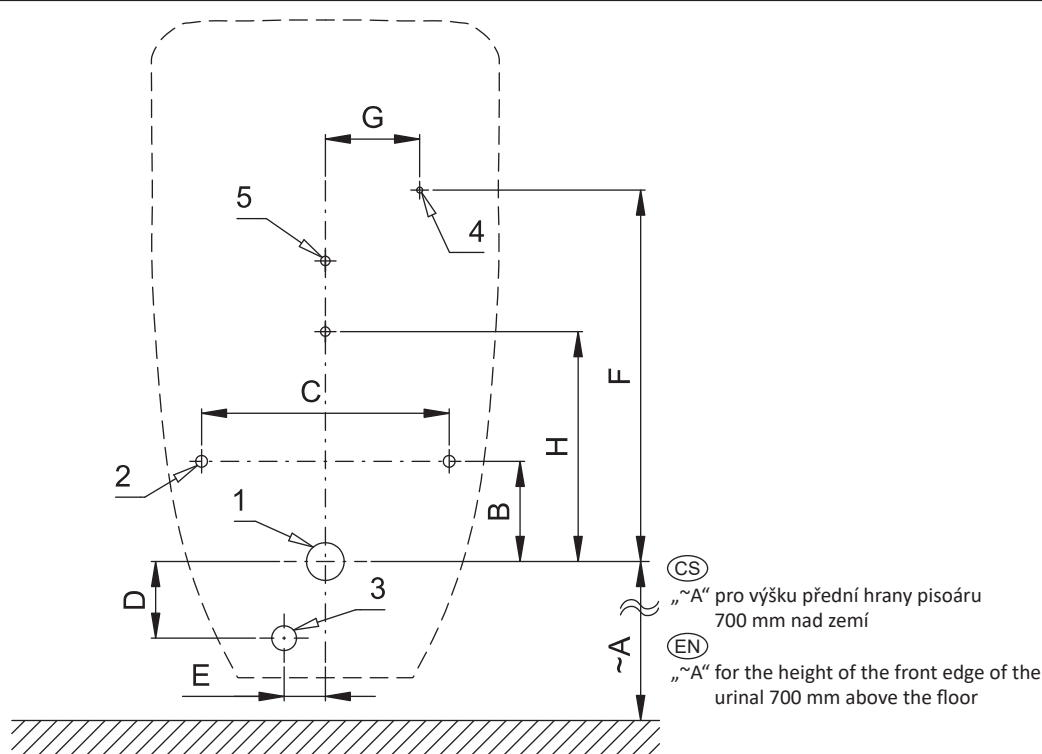 G
5
4
F
C
H
2
B
1
D
3
E
~A
CS
„~A“ pro výšku přední hrany pisoáru
700 mm nad zemí
EN
„~A“ for the height of the front edge of the
urinal 700 mm above the floor